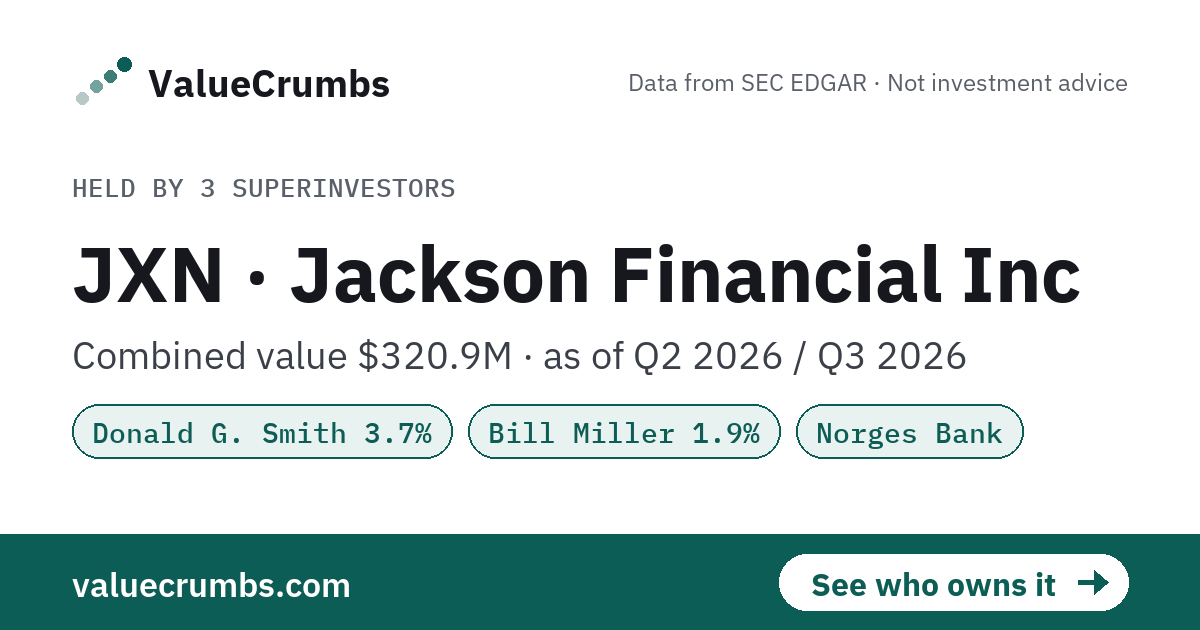 ValueCrumbs
Data from SEC EDGAR · Not investment advice
HELD BY 3 SUPERINVESTORS
JXN · Jackson Financial Inc
Combined value $320.9M · as of Q2 2026 / Q3 2026
Donald G. Smith 3.7% Bill Miller 1.9% Norges Bank
valuecrumbs.com
See who owns it →